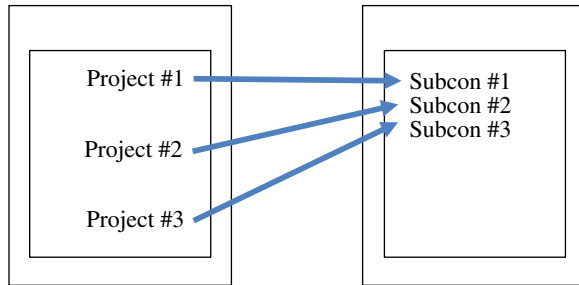 Project #1
Project #2
Project #3
Subcon #1
Subcon #2
Subcon #3